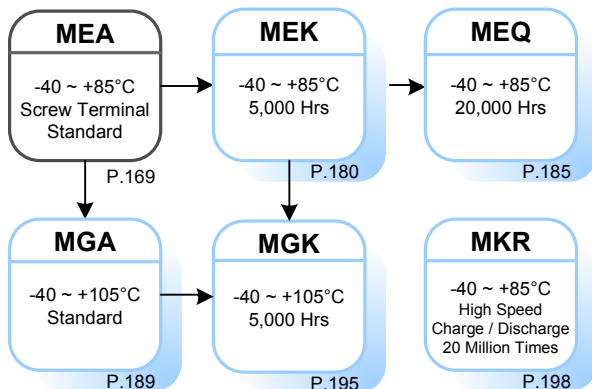 MEA
-40 ~ +85°C
Screw Terminal
Standard
P.169
MEK
-40 ~ +85°C
5,000 Hrs
P.180
MEQ
-40 ~ +85°C
20,000 Hrs
P.185
MGA
-40 ~ +105°C
Standard
P.189
MGK
-40 ~ +105°C
5,000 Hrs
P.195
MKR
-40 ~ +85°C
High Speed
Charge / Discharge
20 Million Times
P.198